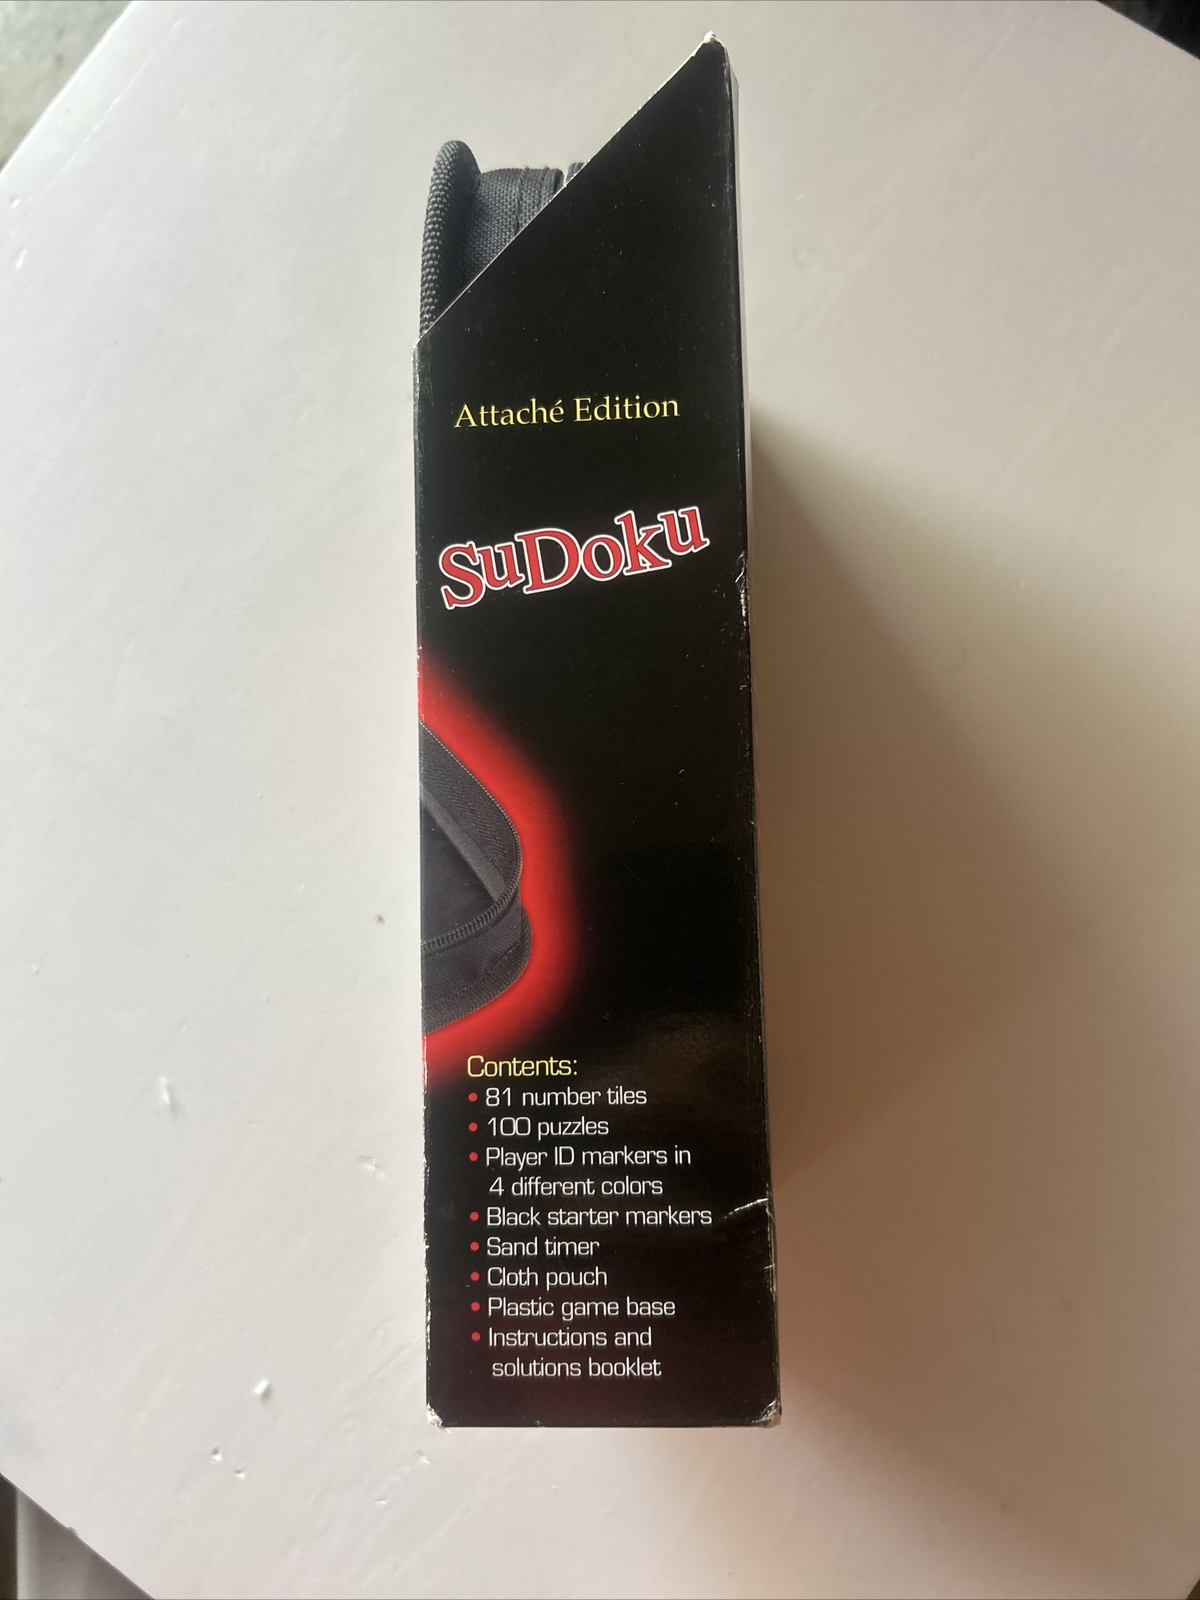 Attaché Edition
SuDoku
Contents:
• 81 number tiles
• 100 puzzles
• Player ID markers in
4 different colors
• Black starter markers
• Sand timer
• Cloth pouch
• Plastic game base
• Instructions and
solutions booklet